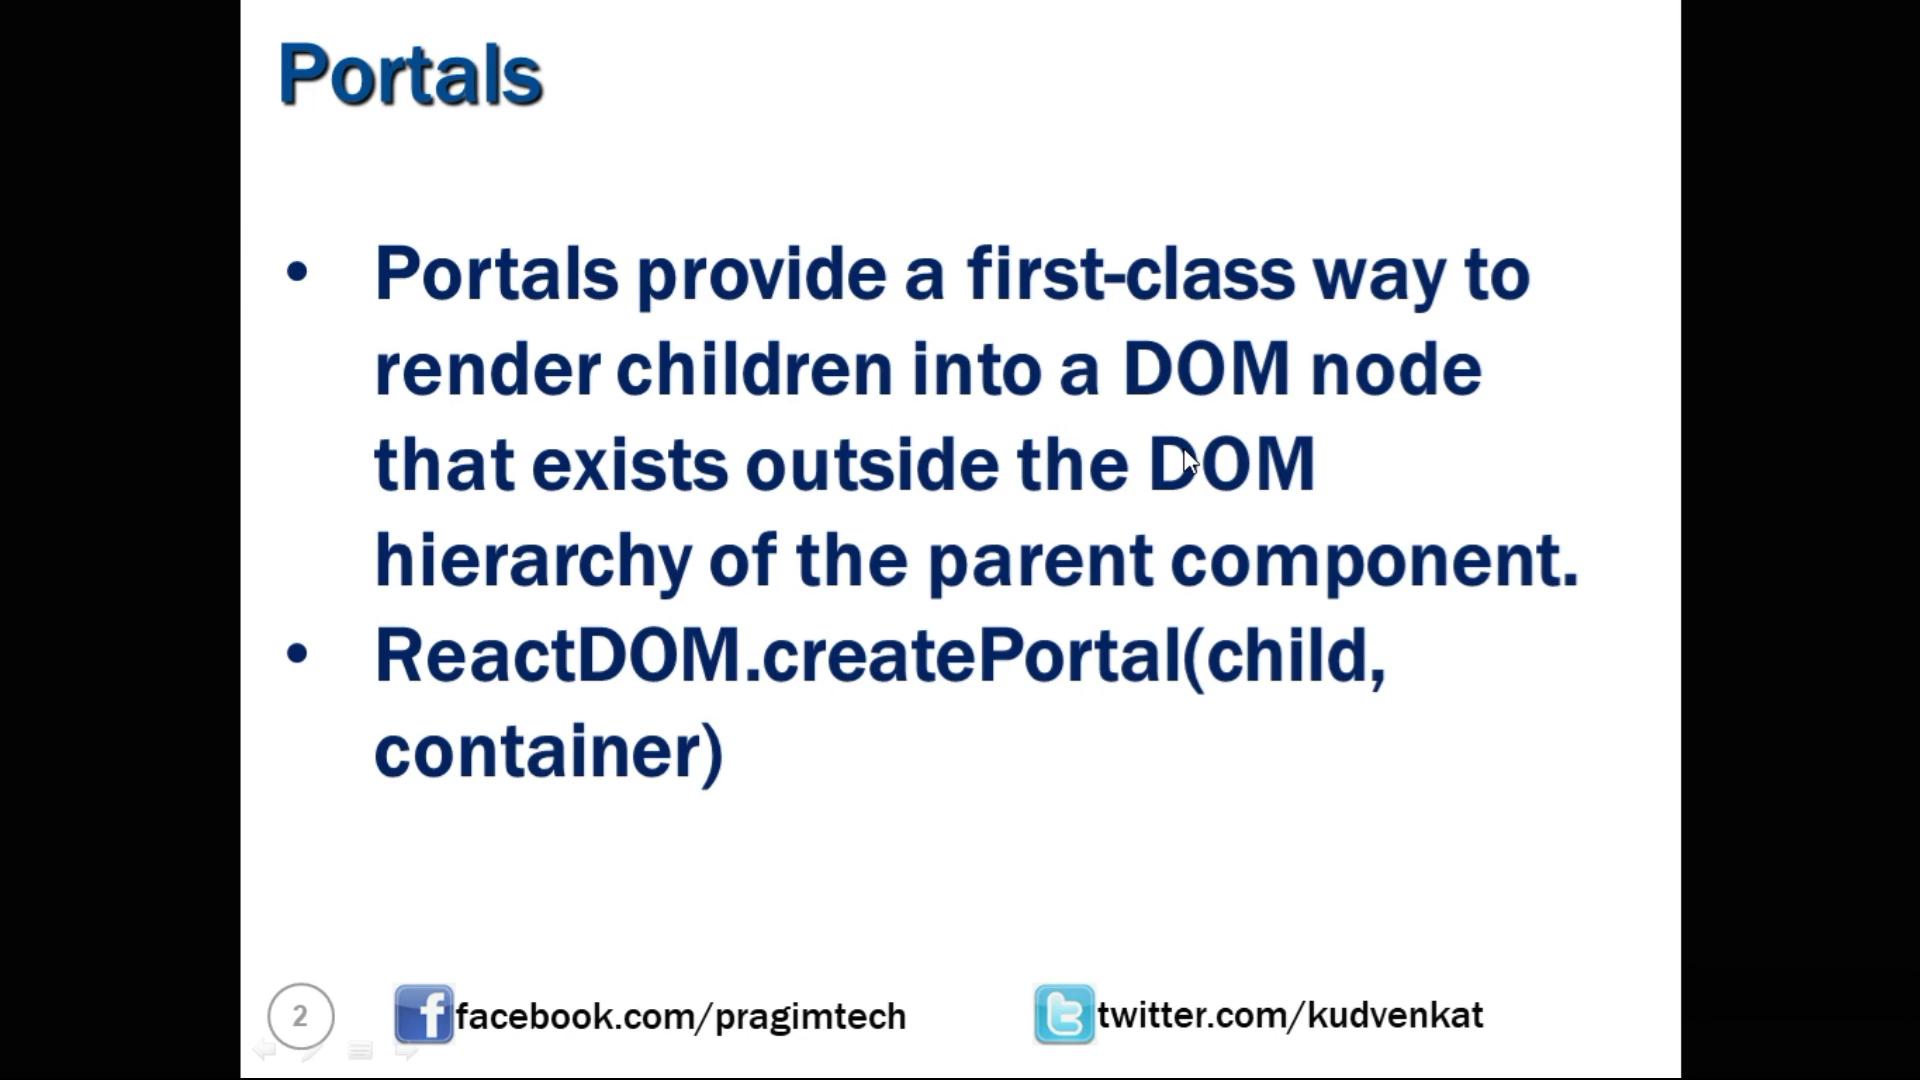 Portals
• Portals provide a first-class way to
render children into a DOM node
that exists outside the DOM
hierarchy of the parent component.
• ReactDOM.createPortal(child,
container)
2 facebook.com/pragimtech twitter.com/kudvenkat